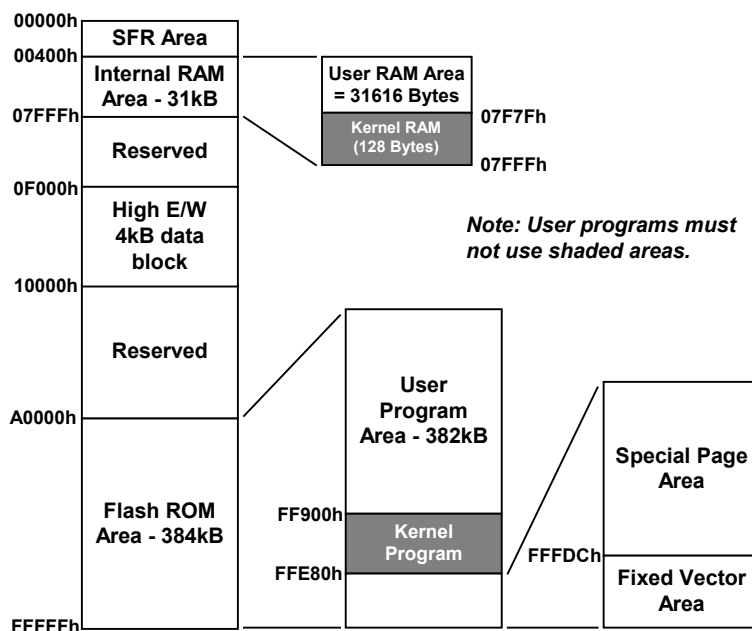 00000h
SFR Area
00400h
Internal RAM
Area - 31kB
07FFFh
Reserved
0F000h
High E/W
4kB data
block
10000h
Reserved
A0000h
Flash ROM
Area - 384kB
FFFFFh
User RAM Area
= 31616 Bytes
07F7Fh
Kernel RAM
(128 Bytes)
07FFFh
Note: User programs must
not use shaded areas.
User
Program
Area - 382kB
FF900h
Kernel
Program
FFE80h
Special Page
Area
FFFDCh
Fixed Vector
Area